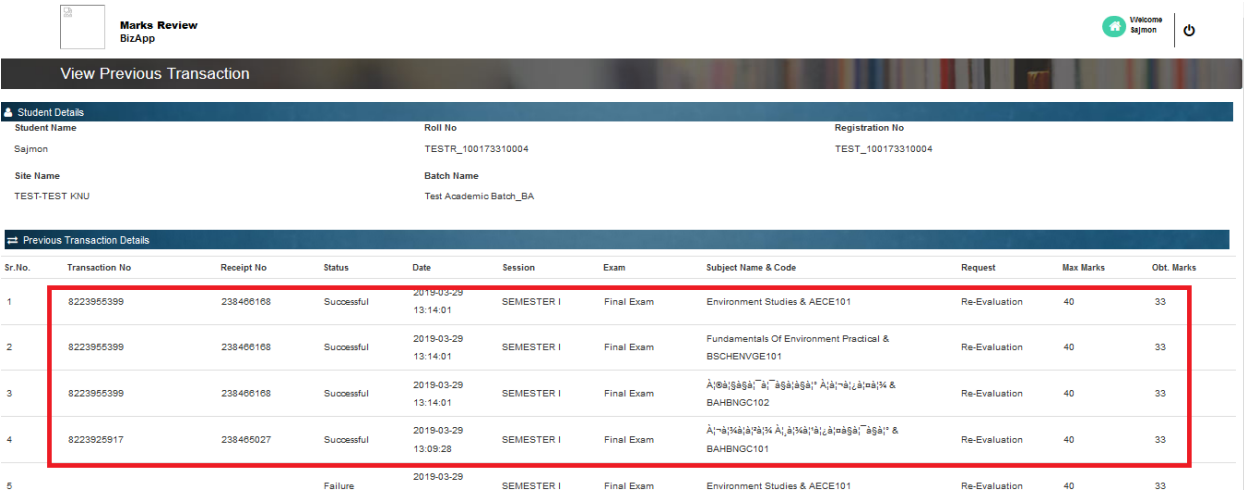 Marks Review
BizApp
Welcome
Sajmon
View Previous Transaction
Student Details
Student Name Roll No Registration No
Sajmon TESTR_100173310004 TEST_100173310004
Site Name Batch Name
TEST-TEST KNU Test Academic Batch_BA
Previous Transaction Details
Sr.No. Transaction No Receipt No Status Date Session Exam Subject Name & Code Request Max Marks Obt. Marks
1 8223955399 238466168 Successful 2019-03-29 13:14:01 SEMESTER I Final Exam Environment Studies & AECE101 Re-Evaluation 40 33
2 8223955399 238466168 Successful 2019-03-29 13:14:01 SEMESTER I Final Exam Fundamentals Of Environment Practical & BSCHENVGE101 Re-Evaluation 40 33
3 8223955399 238466168 Successful 2019-03-29 13:14:01 SEMESTER I Final Exam & BAHBNGC102 Re-Evaluation 40 33
4 8223925917 238465027 Successful 2019-03-29 13:09:28 SEMESTER I Final Exam & BAHBNGC101 Re-Evaluation 40 33
5 Failure 2019-03-29 SEMESTER I Final Exam Environment Studies & AECE101 Re-Evaluation 40 33